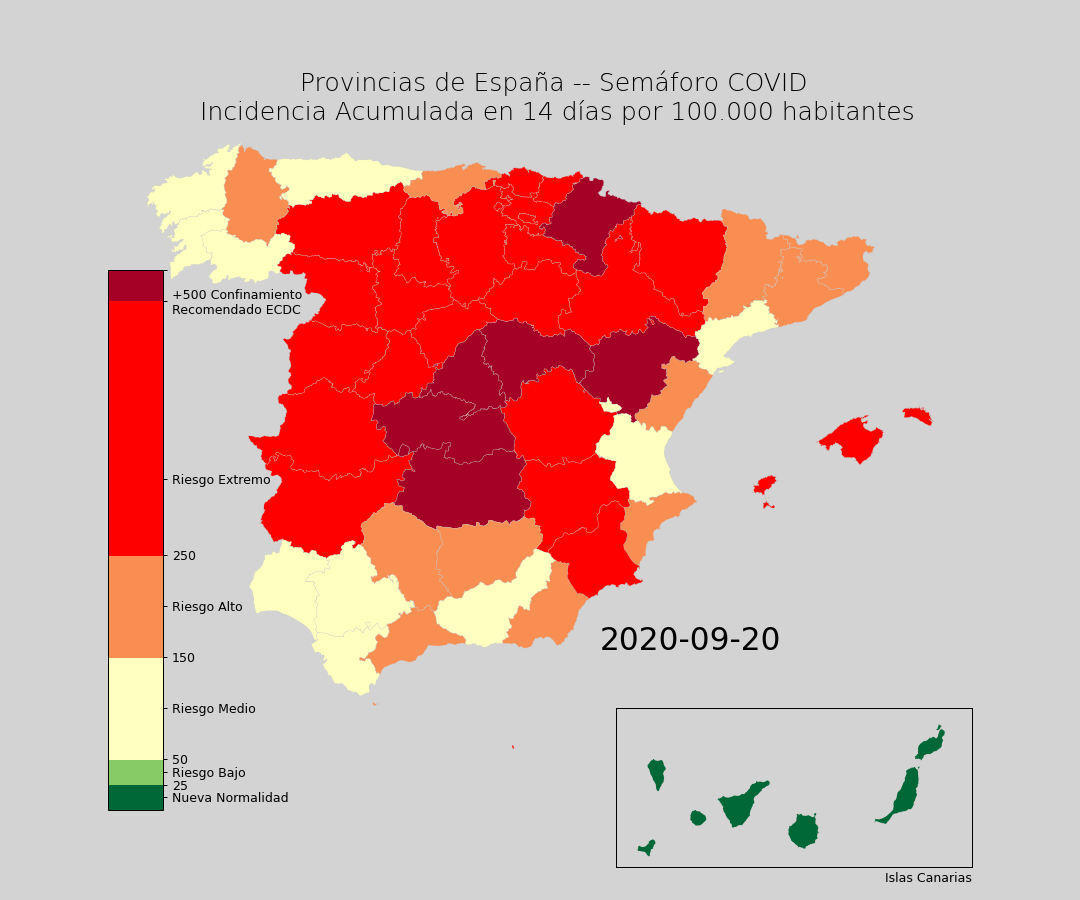 Provincias de España -- Semáforo COVID
Incidencia Acumulada en 14 días por 100.000 habitantes
+500 Confinamiento
Recomendado ECDC
Riesgo Extremo
250
Riesgo Alto
150
Riesgo Medio
50
Riesgo Bajo
25
Nueva Normalidad
2020-09-20
Islas Canarias